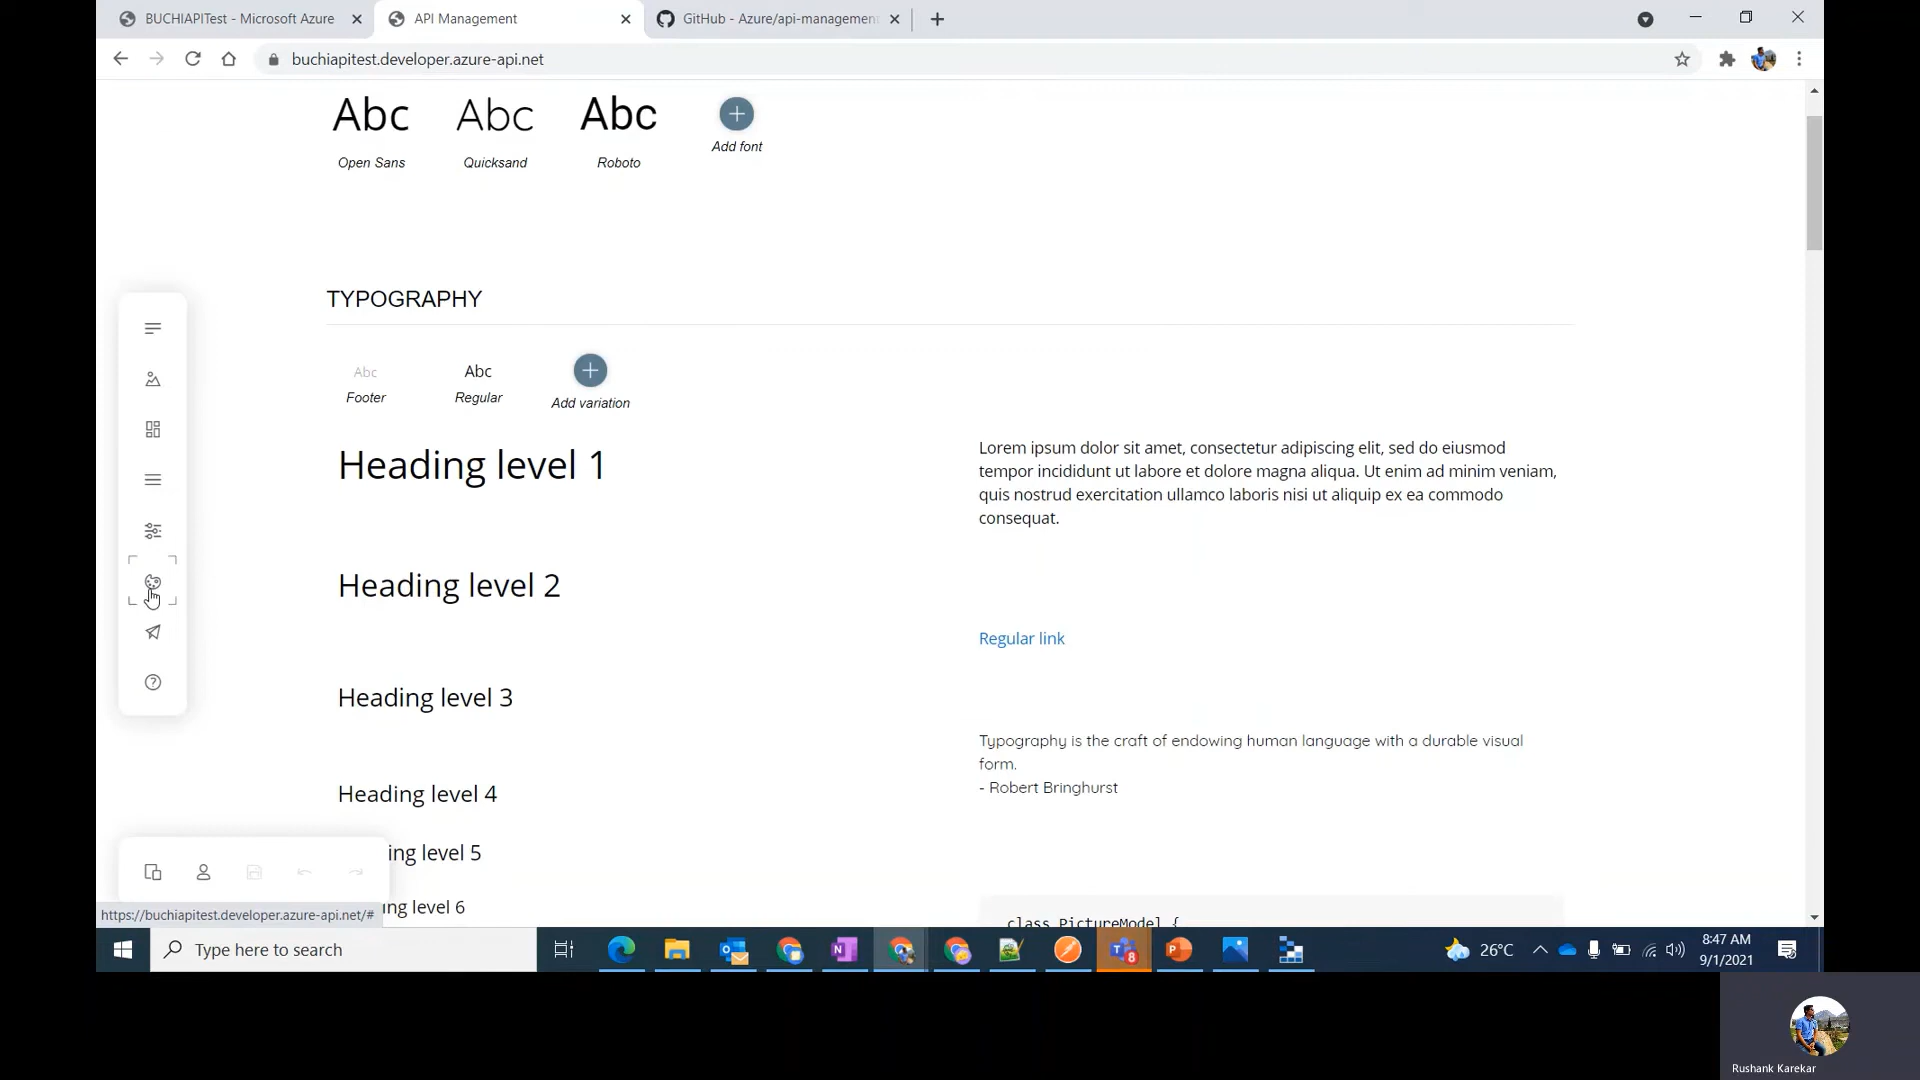 BUCHIAPITest - Microsoft Azure
API Management
GitHub - Azure/api-management
buchiapitest.developer.azure-api.net
Abc
Abc
Abc
Open Sans
Quicksand
Roboto
Add font
TYPOGRAPHY
Abc
Abc
Footer
Regular
Add variation
Heading level 1
Lorem ipsum dolor sit amet, consectetur adipiscing elit, sed do eiusmod
tempor incididunt ut labore et dolore magna aliqua. Ut enim ad minim veniam,
quis nostrud exercitation ullamco laboris nisi ut aliquip ex ea commodo
consequat.
Heading level 2
Regular link
Heading level 3
Typography is the craft of endowing human language with a durable visual
form.
- Robert Bringhurst
Heading level 4
ing level 5
ing level 6
class PictureModel {
https://buchiapitest.developer.azure-api.net/#
Type here to search
8
26°C
8:47 AM
9/1/2021
Rushank Karekar